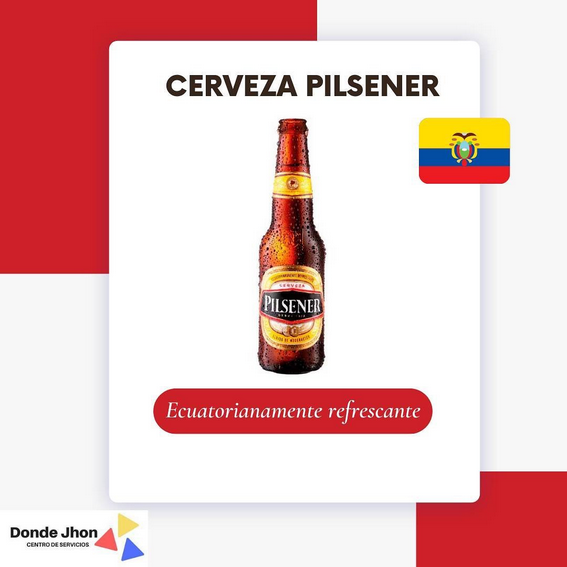 CERVEZA PILSENER
CERVEZA
PILSENER
Ecuatorianamente refrescante
Donde Jhon
CENTRO DE SERVICIOS